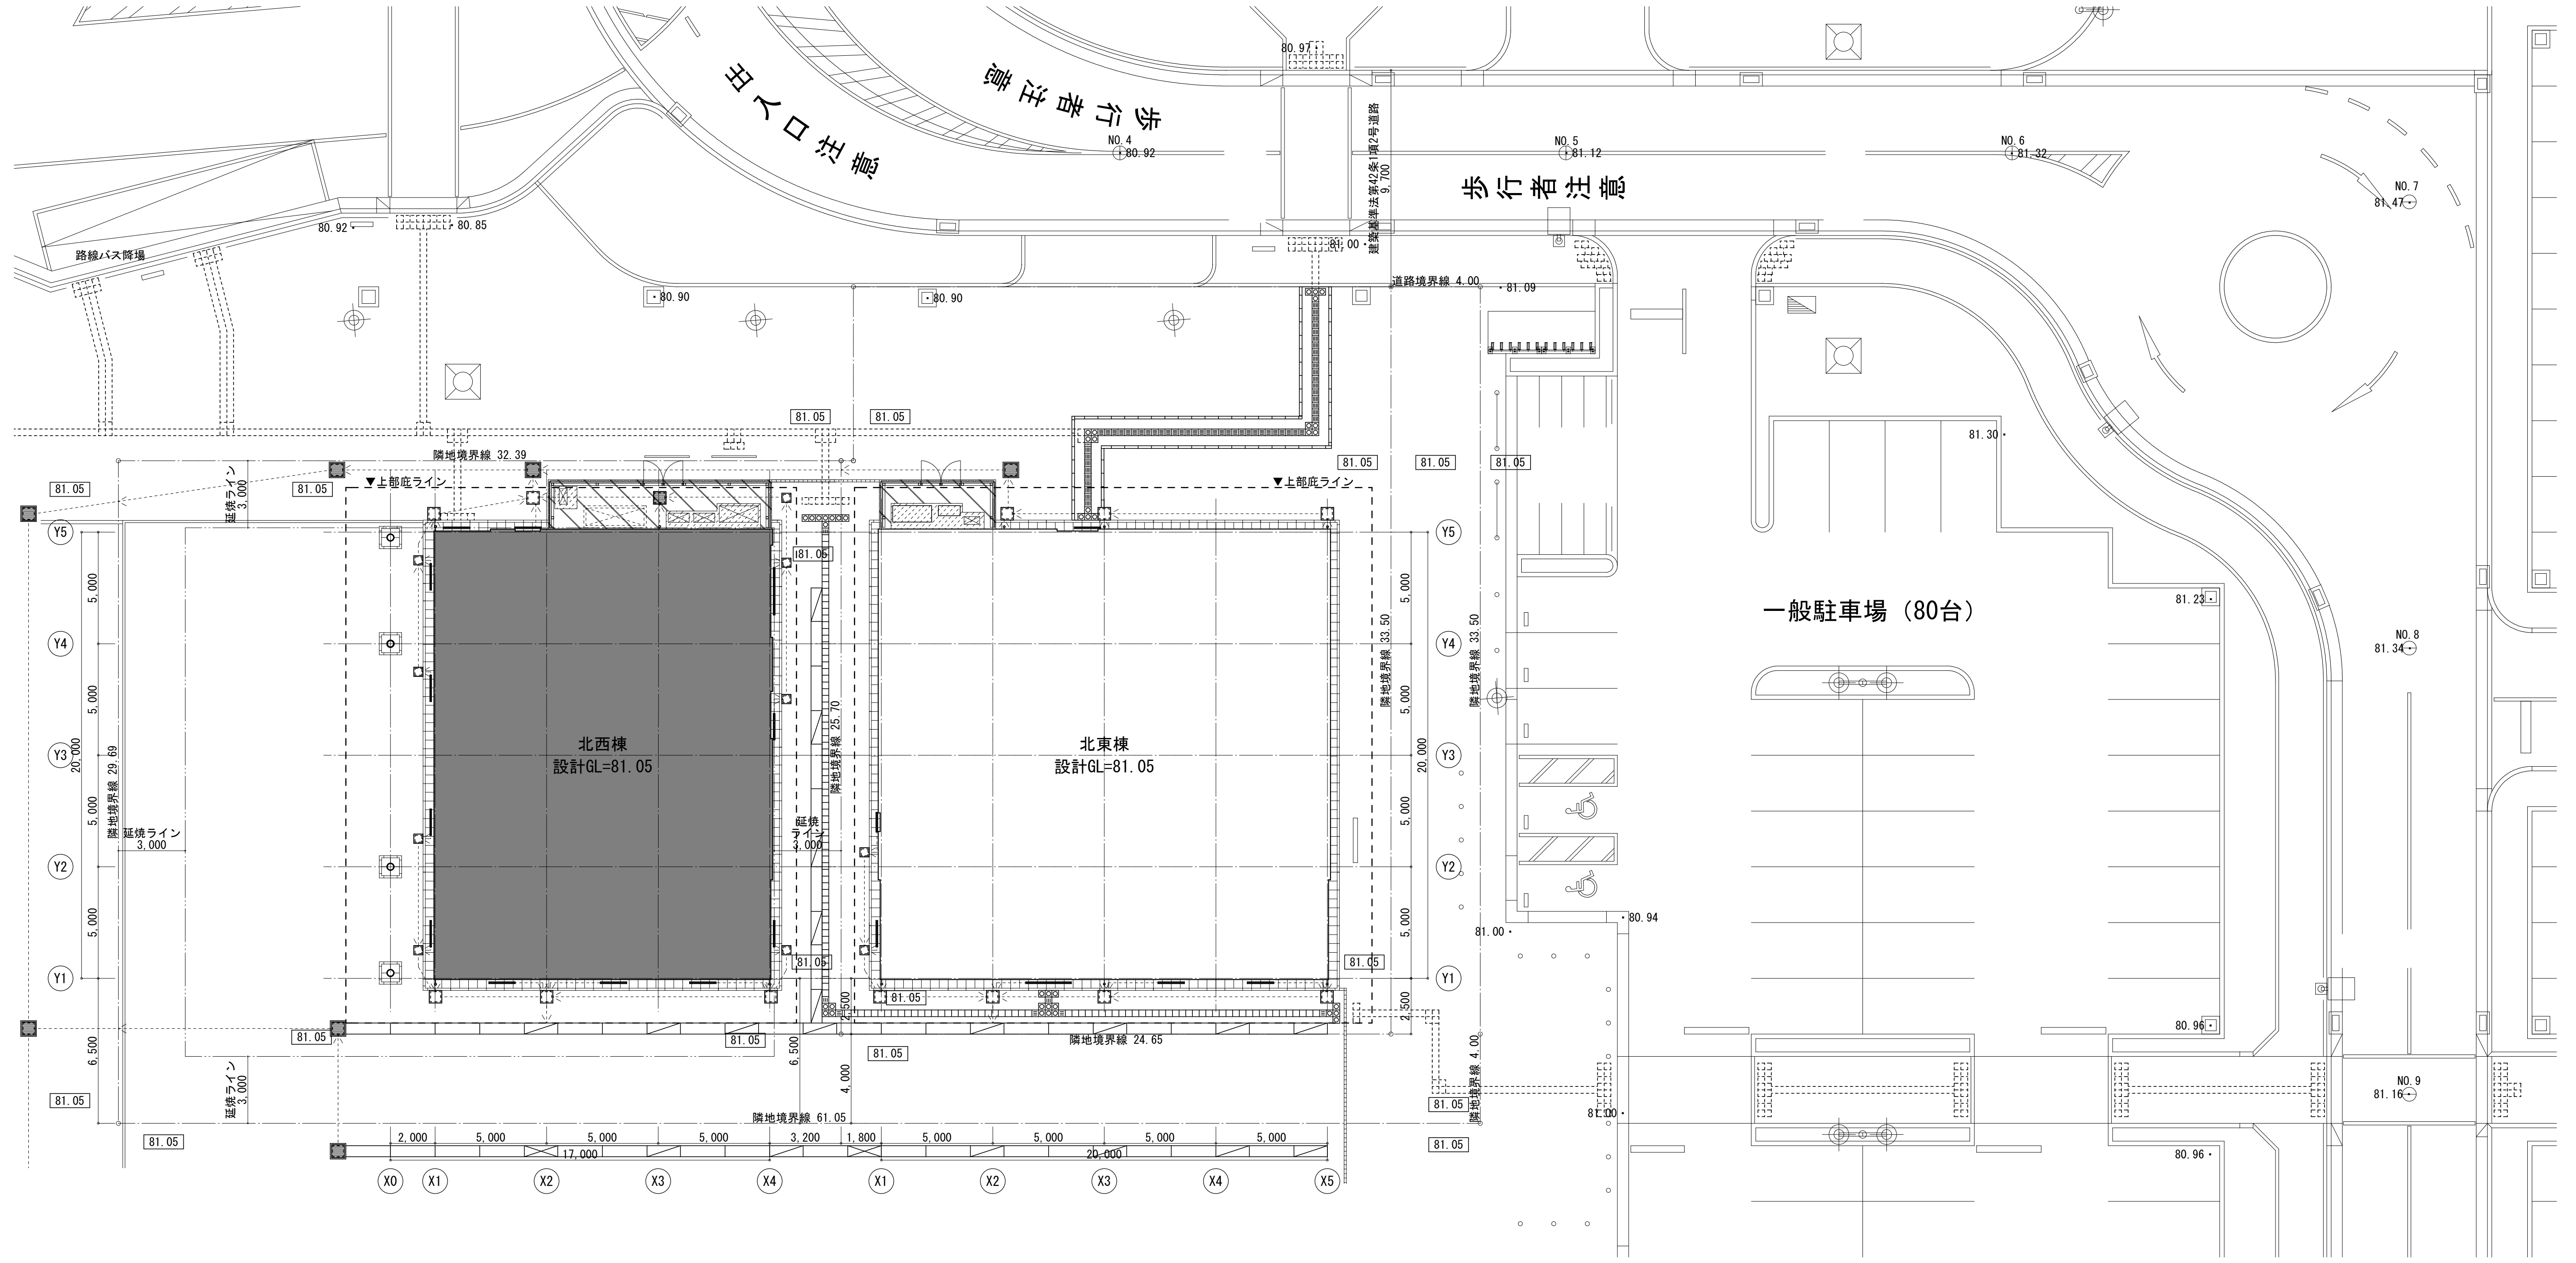 80.97
出入口注意
歩行者注意
NO.4
80.92
NO.5
81.12
NO.6
81.32
NO.7
81.47
建築基準法第42条1項2号道路
9,700
歩行者注意
80.92
80.85
路線バス降場
81.00
80.90
80.90
道路境界線 4.00
81.09
81.05
81.05
81.30
隣地境界線 32.39
81.05
81.05
81.05
81.05
81.05
▼上部庇ライン
▼上部庇ライン
延焼ライン
3,000
Y5
81.05
Y5
5,000
5,000
81.23
一般駐車場（80台）
Y4
Y4
NO.8
81.34
隣地境界線 33.50
隣地境界線 33.50
5,000
5,000
隣地境界線 25.70
北西棟
設計GL=81.05
北東棟
設計GL=81.05
Y3
20,000
Y3
20,000
隣地境界線 29.69
5,000
5,000
延焼ライン
3,000
延焼
ライン
3,000
Y2
Y2
5,000
5,000
80.94
81.00
81.05
81.05
Y1
Y1
81.05
2,500
2,500
80.96
81.05
81.05
隣地境界線 24.65
81.05
6,500
6,500
4,000
隣地境界線 4.00
延焼ライン
3,000
NO.9
81.16
81.05
81.05
81.00
隣地境界線 61.05
81.05
2,000
5,000
5,000
5,000
3,200
1,800
5,000
5,000
5,000
5,000
81.05
17,000
20,000
80.96
X0
X1
X2
X3
X4
X1
X2
X3
X4
X5